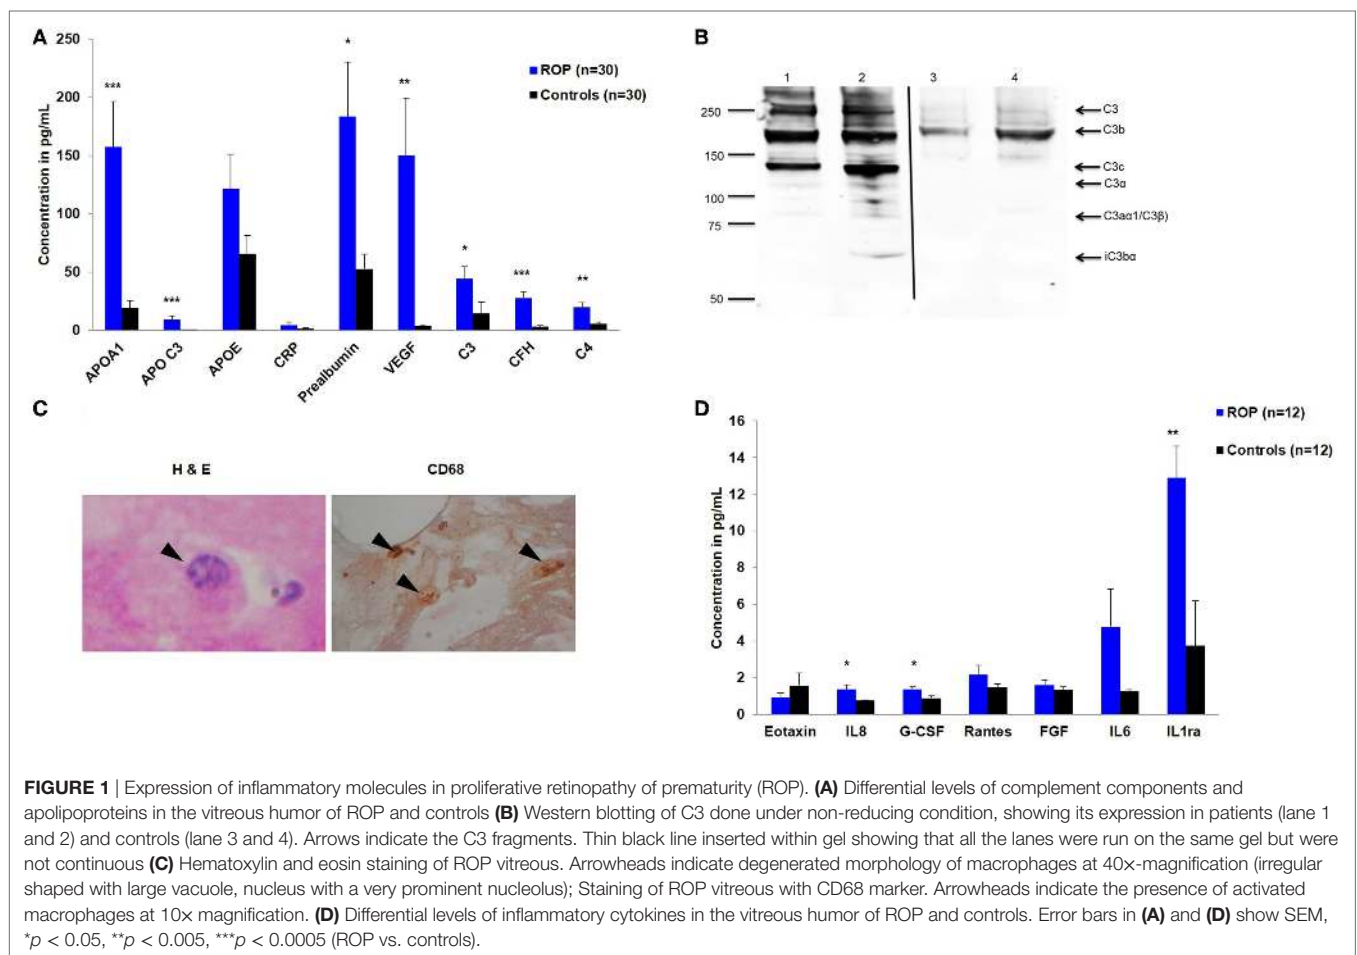 A
250
200
150
100
50
0
Concentration in pg/mL
***
***
*
**
*
***
**
ROP (n=30)
Controls (n=30)
APOA1
APO C3
APOE
CRP
Prealbumin
VEGF
C3
CFH
C4
B
1 2 3 4
250
150
100
75
50
C3
C3b
C3c
C3α
C3aα1/C3β)
iC3bα
C
H & E
CD68
D
16
14
12
10
8
6
4
2
0
Concentration in pg/mL
*
*
**
ROP (n=12)
Controls (n=12)
Eotaxin
IL8
G-CSF
Rantes
FGF
IL6
IL1ra
FIGURE 1 | Expression of inflammatory molecules in proliferative retinopathy of prematurity (ROP). (A) Differential levels of complement components and
apolipoproteins in the vitreous humor of ROP and controls (B) Western blotting of C3 done under non-reducing condition, showing its expression in patients (lane 1
and 2) and controls (lane 3 and 4). Arrows indicate the C3 fragments. Thin black line inserted within gel showing that all the lanes were run on the same gel but were
not continuous (C) Hematoxylin and eosin staining of ROP vitreous. Arrowheads indicate degenerated morphology of macrophages at 40×-magnification (irregular
shaped with large vacuole, nucleus with a very prominent nucleolus); Staining of ROP vitreous with CD68 marker. Arrowheads indicate the presence of activated
macrophages at 10× magnification. (D) Differential levels of inflammatory cytokines in the vitreous humor of ROP and controls. Error bars in (A) and (D) show SEM,
*p < 0.05, **p < 0.005, ***p < 0.0005 (ROP vs. controls).